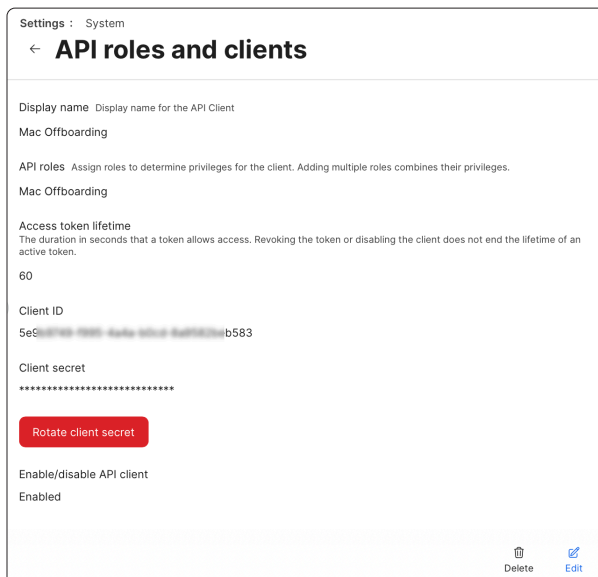 Settings : System
← API roles and clients
Display name Display name for the API Client
Mac Offboarding
API roles Assign roles to determine privileges for the client. Adding multiple roles combines their privileges.
Mac Offboarding
Access token lifetime
The duration in seconds that a token allows access. Revoking the token or disabling the client does not end the lifetime of an
active token.
60
Client ID
5e9 b583
Client secret
****************************
Rotate client secret
Enable/disable API client
Enabled
Delete Edit